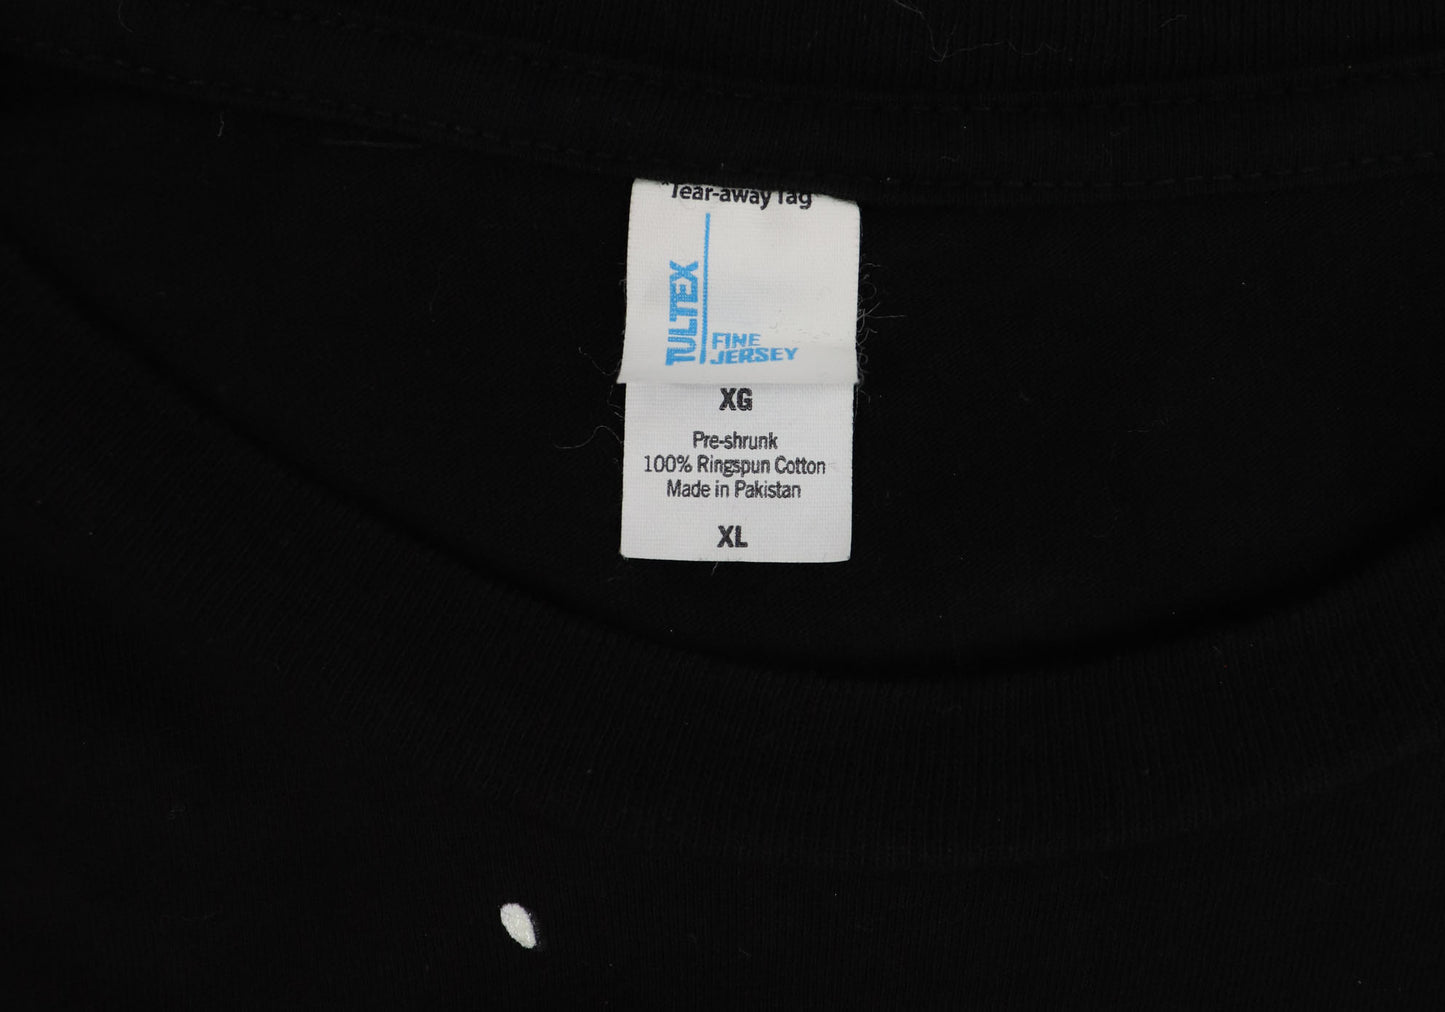 "Tear-away Tag"
TULTEX
FINE
JERSEY
XG
Pre-shrunk
100% Ringspun Cotton
Made in Pakistan
XL